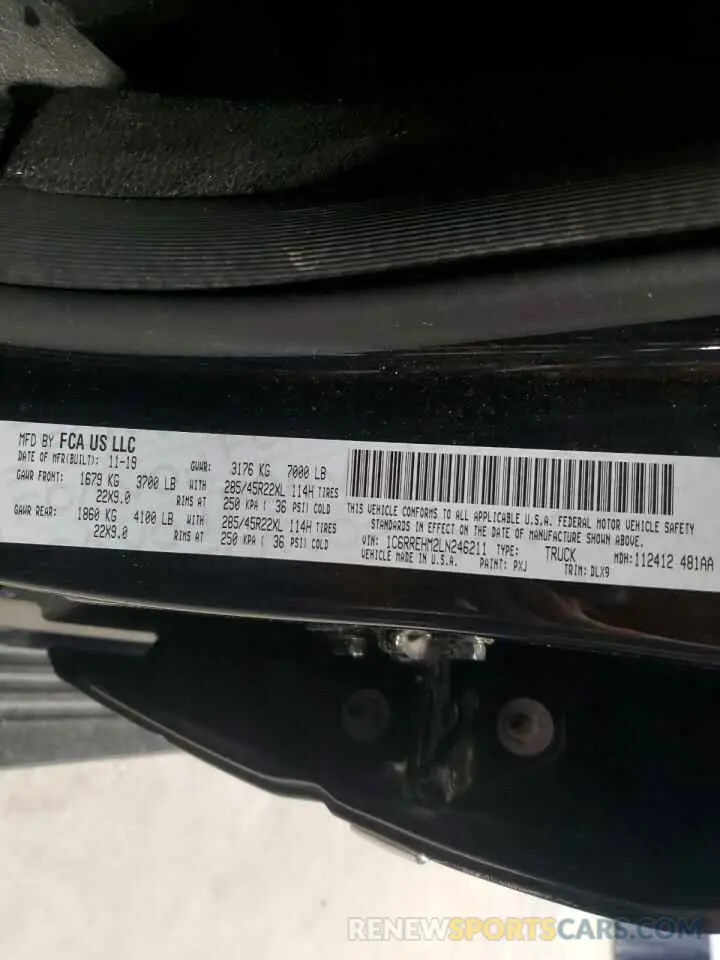 MFD BY FCA US LLC
DATE OF MFR(BUILT): 11-19 GVWR: 3176 KG 7000 LB
GAWR FRONT: 1679 KG 3700 LB WITH 285/45R22XL 114H TIRES
22X9.0 RIMS AT 250 KPA ( 36 PSI) COLD
GAWR REAR: 1860 KG 4100 LB WITH 285/45R22XL 114H TIRES
22X9.0 RIMS AT 250 KPA ( 36 PSI) COLD
THIS VEHICLE CONFORMS TO ALL APPLICABLE U.S.A. FEDERAL MOTOR VEHICLE SAFETY
STANDARDS IN EFFECT ON THE DATE OF MANUFACTURE SHOWN ABOVE.
VIN: 1C6RREHM2LN246211 TYPE: TRUCK MDH: 112412 481AA
VEHICLE MADE IN U.S.A. PAINT: PXJ TRIM: DLX9
RENEWSPORTSCARS.COM